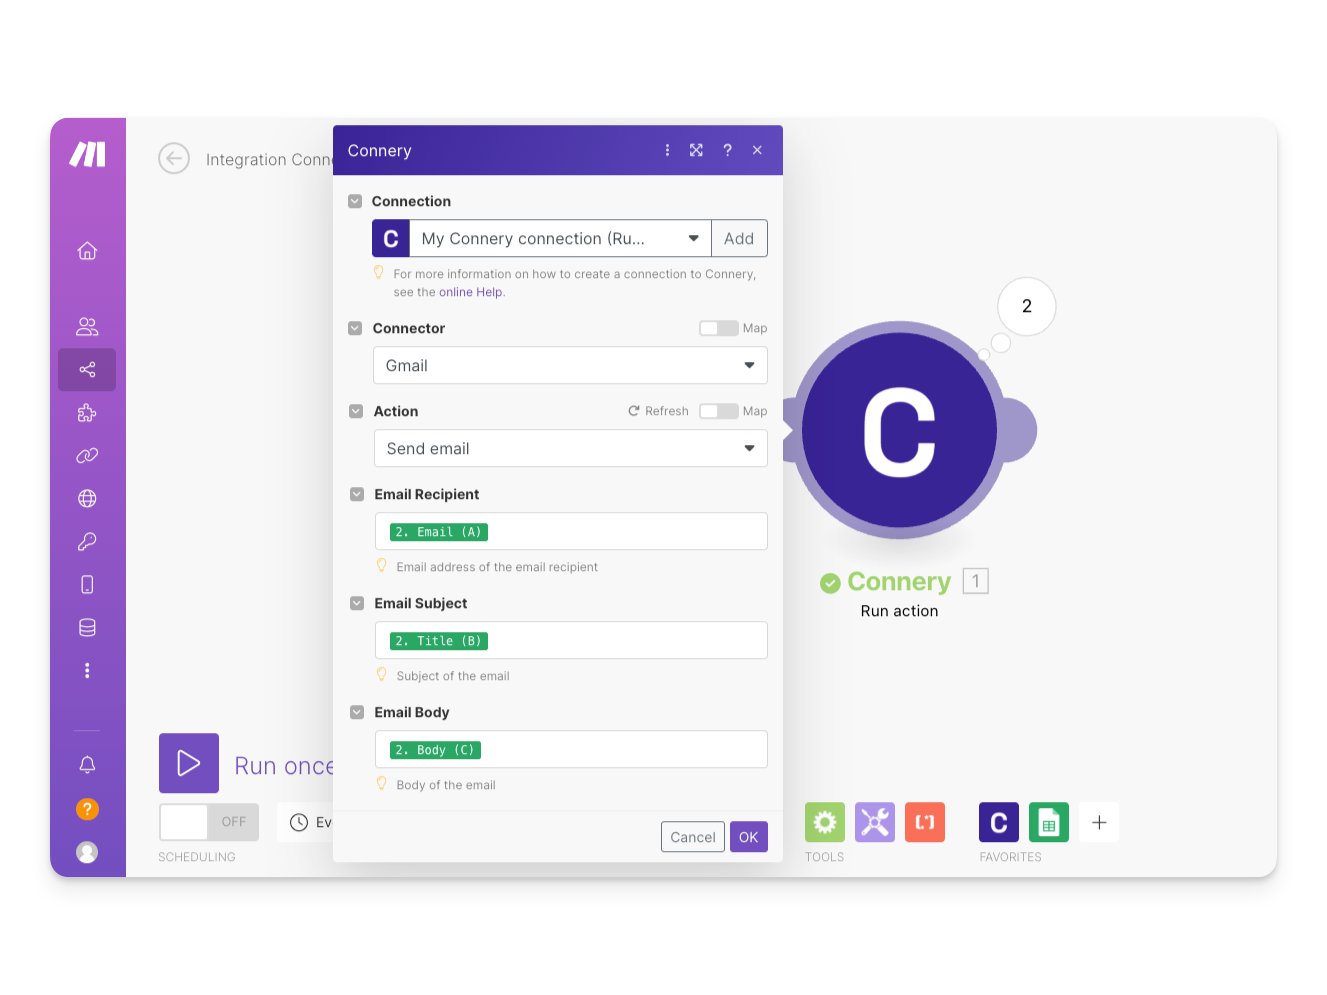 Integration Conn
Connery
?
Connection
C
My Connery connection (Ru...
Add
For more information on how to create a connection to Connery,
see the online Help.
Connector
Map
Gmail
Action
Refresh
Map
Send email
Email Recipient
2. Email (A)
Email address of the email recipient
Email Subject
2. Title (B)
Subject of the email
Email Body
2. Body (C)
Body of the email
Cancel
OK
2
C
Connery
1
Run action
Run once
OFF
Ev
SCHEDULING
?
TOOLS
C
FAVORITES